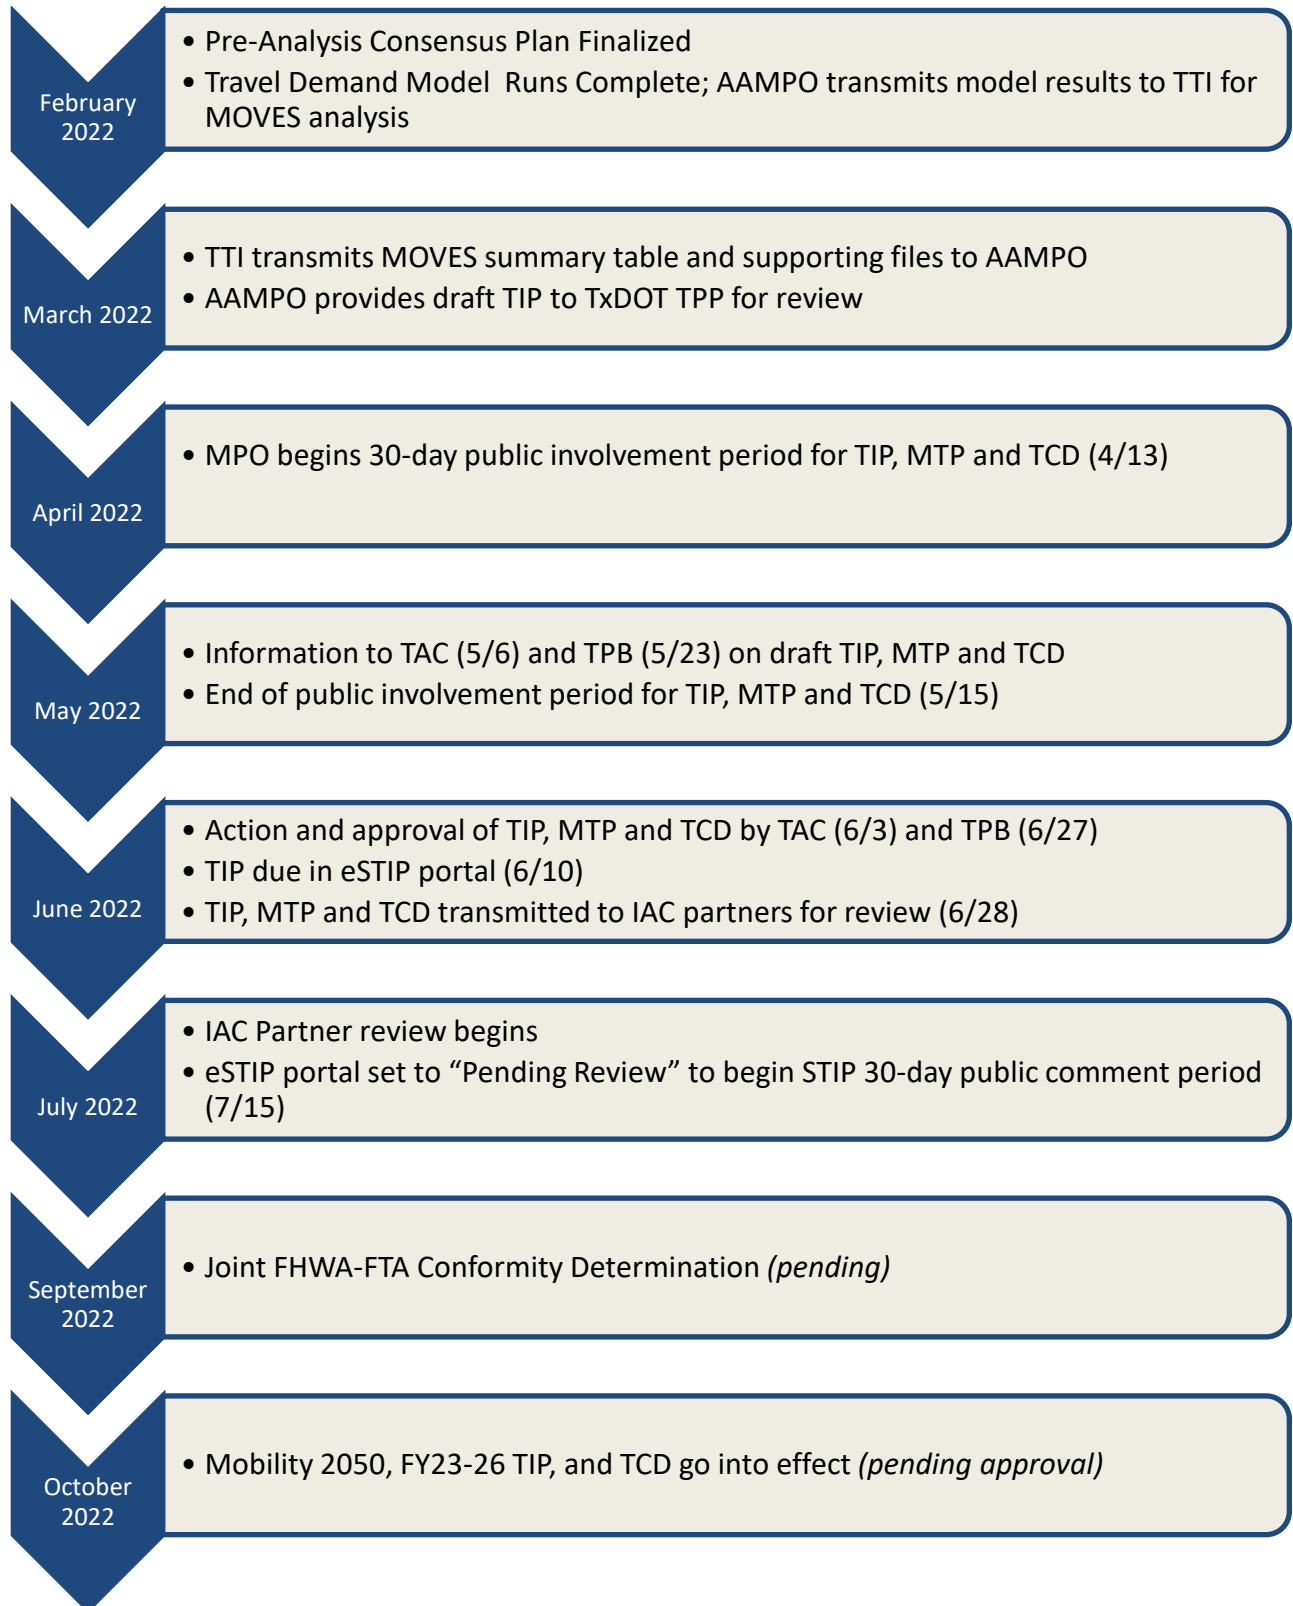 February
2022
• Pre-Analysis Consensus Plan Finalized
• Travel Demand Model  Runs Complete; AAMPO transmits model results to TTI for
MOVES analysis
March 2022
• TTI transmits MOVES summary table and supporting files to AAMPO
• AAMPO provides draft TIP to TxDOT TPP for review
April 2022
• MPO begins 30-day public involvement period for TIP, MTP and TCD (4/13)
May 2022
• Information to TAC (5/6) and TPB (5/23) on draft TIP, MTP and TCD
• End of public involvement period for TIP, MTP and TCD (5/15)
June 2022
• Action and approval of TIP, MTP and TCD by TAC (6/3) and TPB (6/27)
• TIP due in eSTIP portal (6/10)
• TIP, MTP and TCD transmitted to IAC partners for review (6/28)
July 2022
• IAC Partner review begins
• eSTIP portal set to “Pending Review” to begin STIP 30-day public comment period
(7/15)
September
2022
• Joint FHWA-FTA Conformity Determination (pending)
October
2022
• Mobility 2050, FY23-26 TIP, and TCD go into effect (pending approval)